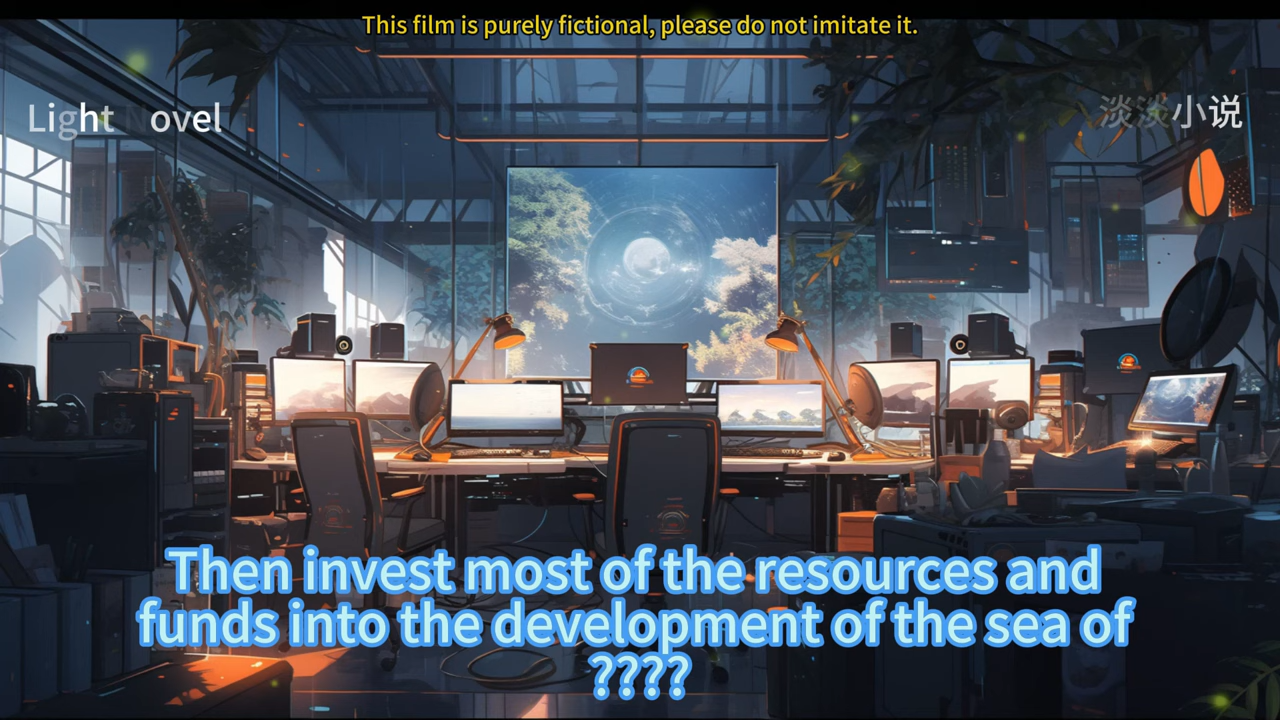 This film is purely fictional, please do not imitate it.
Light Novel
淡淡小说
Then invest most of the resources and
funds into the development of the sea of
????